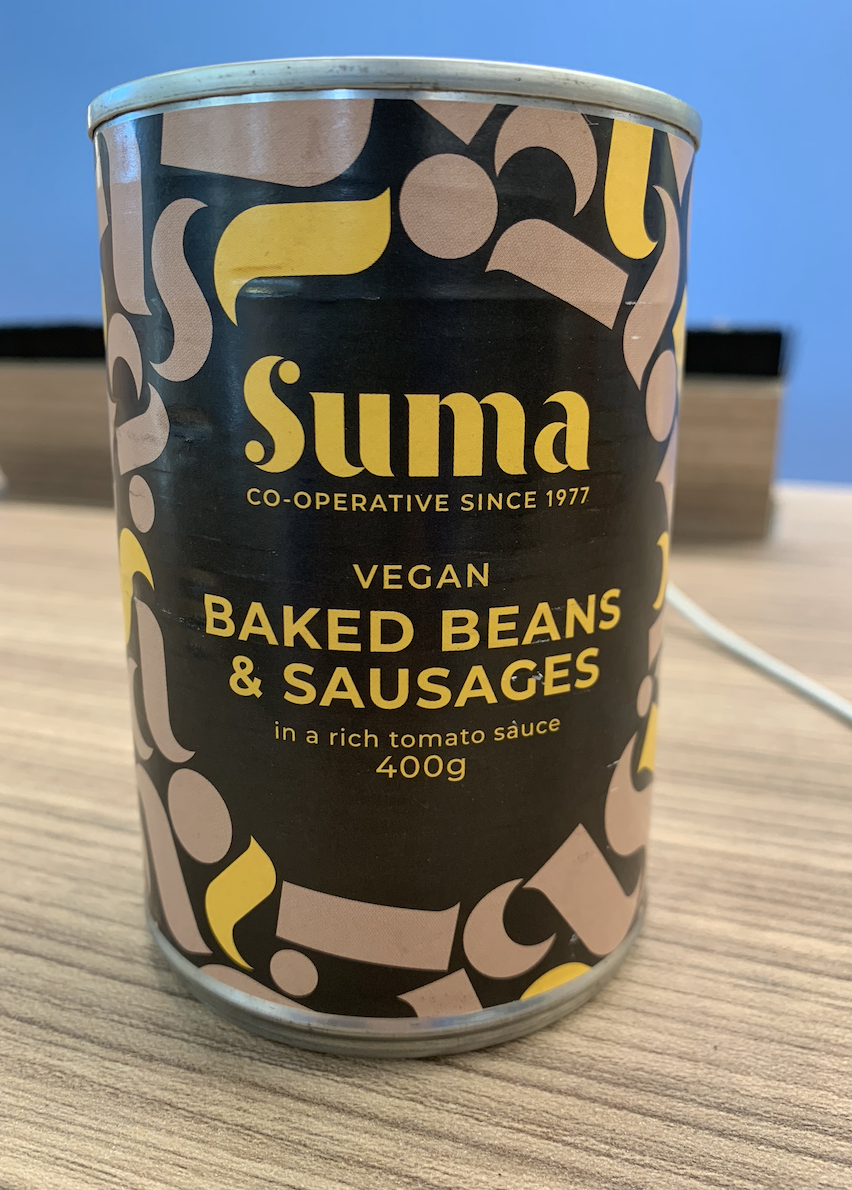 Suma
CO-OPERATIVE SINCE 1977
VEGAN
BAKED BEANS
& SAUSAGES
in a rich tomato sauce
400g